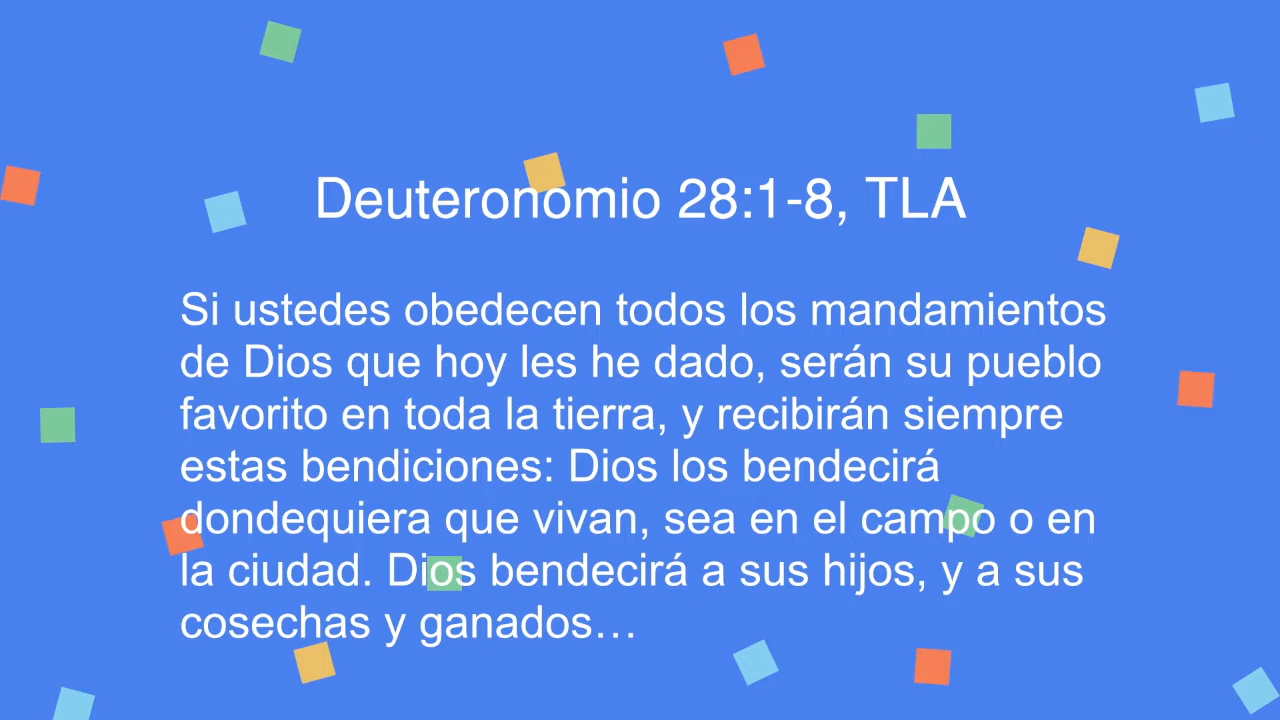 Deuteronomio 28:1-8, TLA
Si ustedes obedecen todos los mandamientos
de Dios que hoy les he dado, serán su pueblo
favorito en toda la tierra, y recibirán siempre
estas bendiciones: Dios los bendecirá
dondequiera que vivan, sea en el campo o en
la ciudad. Dios bendecirá a sus hijos, y a sus
cosechas y ganados…